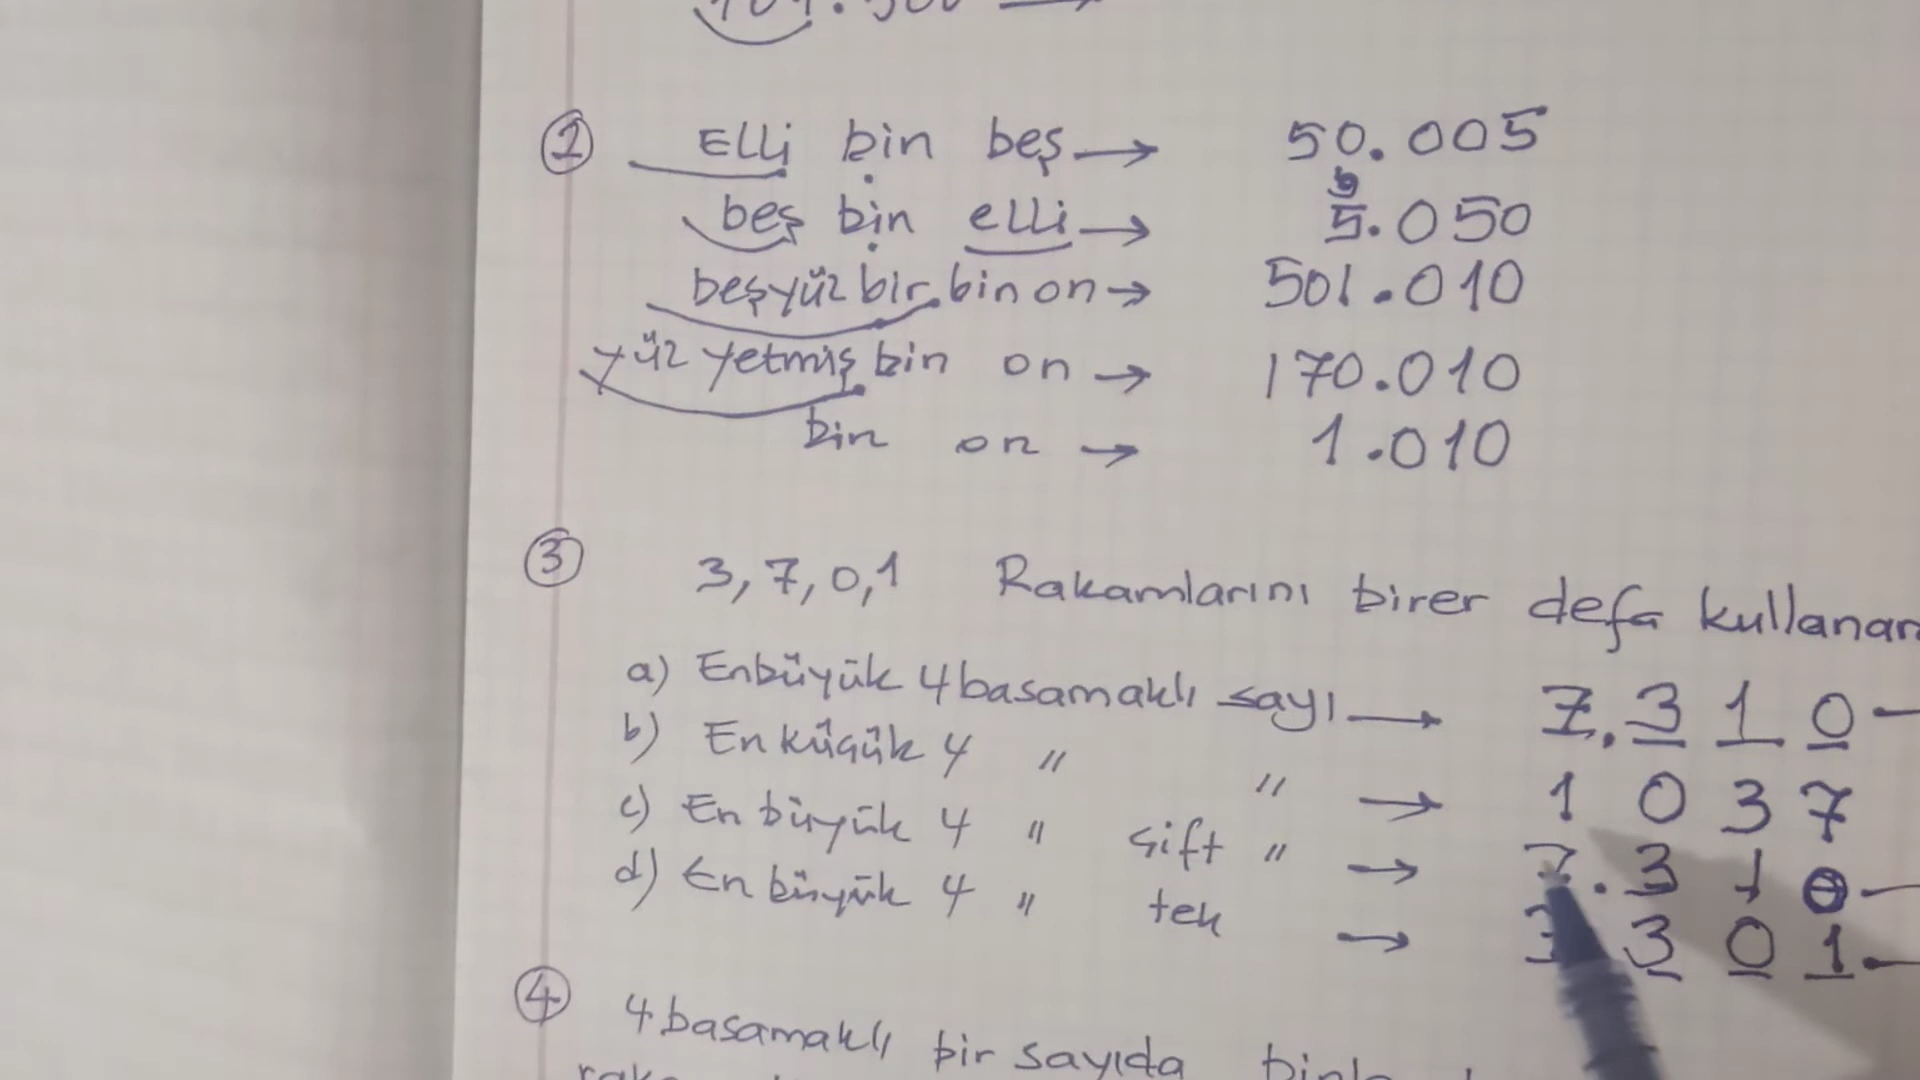 ② Elli bin beş → 50.005
beş bin elli → 5.050
beşyüz bir bin on → 501.010
yüz yetmiş bin on → 170.010
bin on → 1.010
③ 3, 7, 0, 1 Rakamlarını birer defa kullanar
a) En büyük 4 basamaklı sayı → 7.310
b) En küçük 4 " " → 1037
c) En büyük 4 " çift " → 7.310
d) En büyük 4 " tek → 301
④ 4 basamaklı bir sayıda